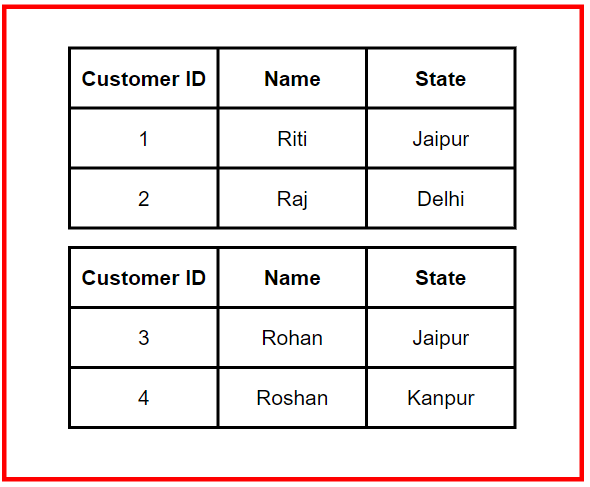 Customer ID Name State
1 Riti Jaipur
2 Raj Delhi
Customer ID Name State
3 Rohan Jaipur
4 Roshan Kanpur